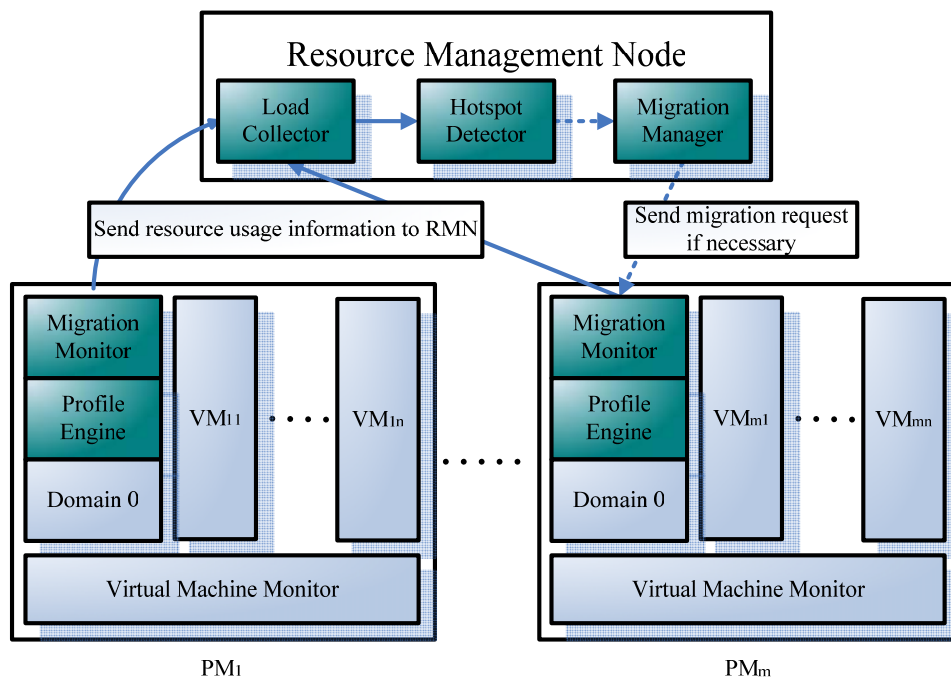 Resource Management Node
Load
Collector
Hotspot
Detector
Migration
Manager
Send resource usage information to RMN
Send migration request
if necessary
Migration
Monitor
Profile
Engine
Domain 0
VM11
VM1n
Virtual Machine Monitor
PM1
Migration
Monitor
Profile
Engine
Domain 0
VMm1
VMmn
Virtual Machine Monitor
PMm